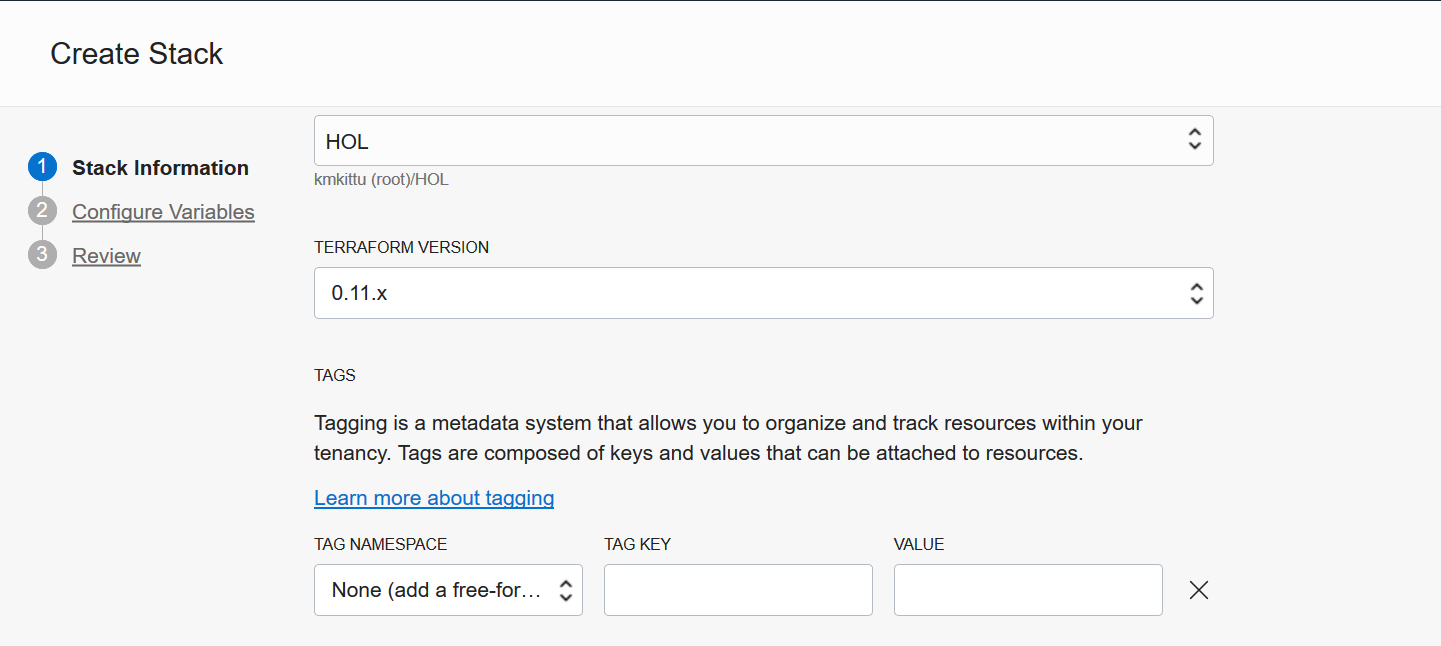 Create Stack
1 Stack Information
2 Configure Variables
3 Review
HOL
kmkittu (root)/HOL
TERRAFORM VERSION
0.11.x
TAGS
Tagging is a metadata system that allows you to organize and track resources within your
tenancy. Tags are composed of keys and values that can be attached to resources.
Learn more about tagging
TAG NAMESPACE TAG KEY VALUE
None (add a free-for...